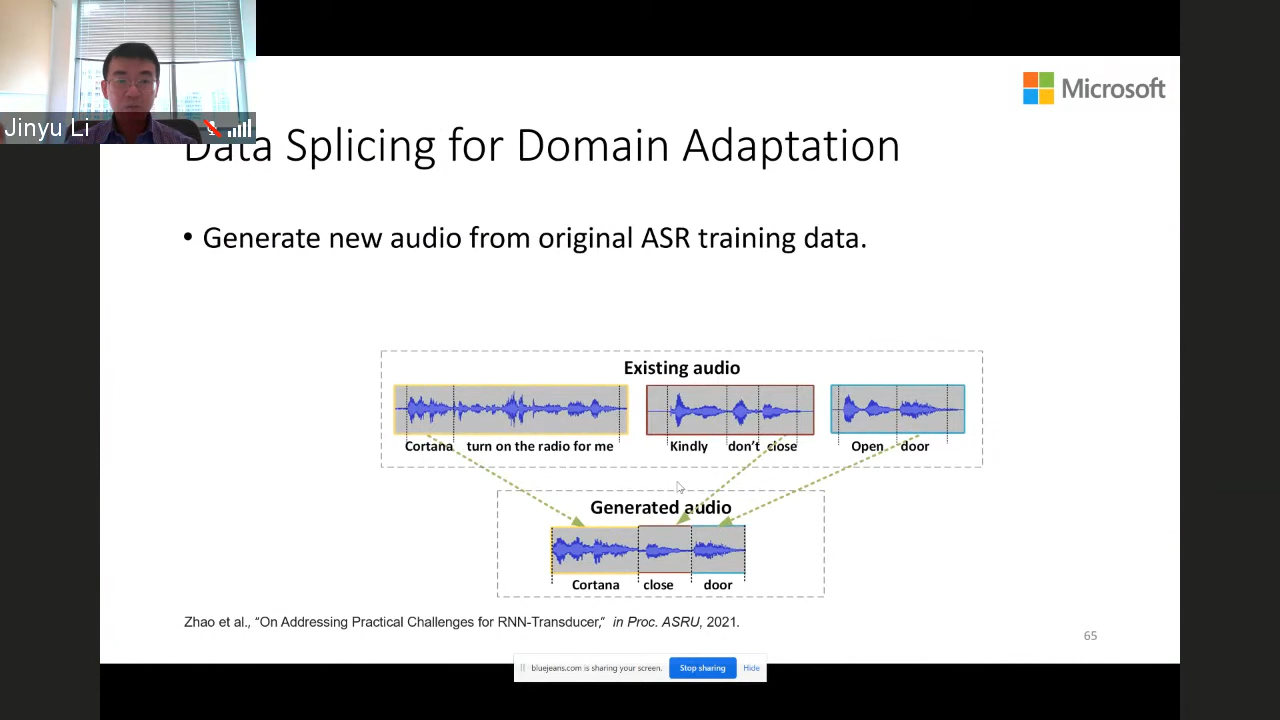 Jinyu Li
Microsoft
Data Splicing for Domain Adaptation
• Generate new audio from original ASR training data.
Existing audio
Cortana turn on the radio for me Kindly don't close Open door
Generated audio
Cortana close door
Zhao et al., “On Addressing Practical Challenges for RNN-Transducer,” in Proc. ASRU, 2021.
65
bluejeans.com is sharing your screen. Stop sharing Hide